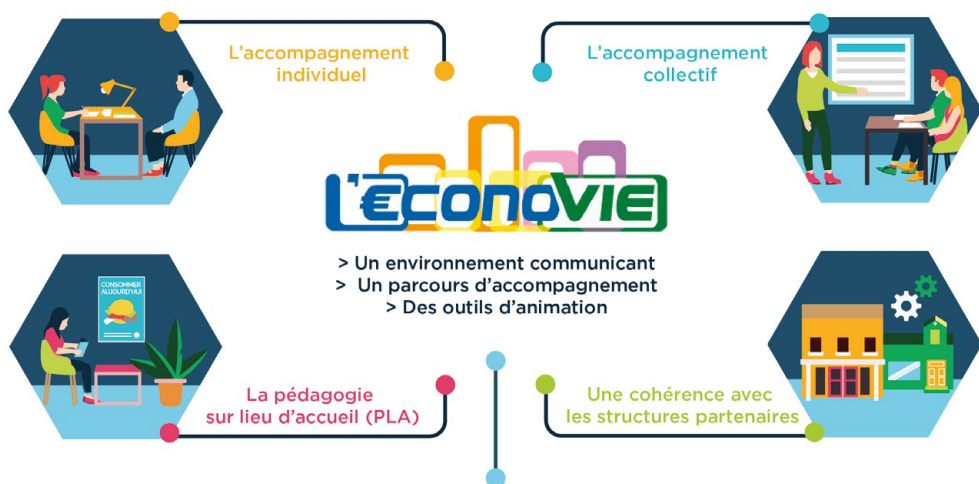 L'accompagnement
individuel
L'accompagnement
collectif
L'€CONOVIE
> Un environnement communicant
> Un parcours d'accompagnement
> Des outils d'animation
CONSOMMER
AUJOURD'HUI
La pédagogie
sur lieu d'accueil (PLA)
Une cohérence avec
les structures partenaires